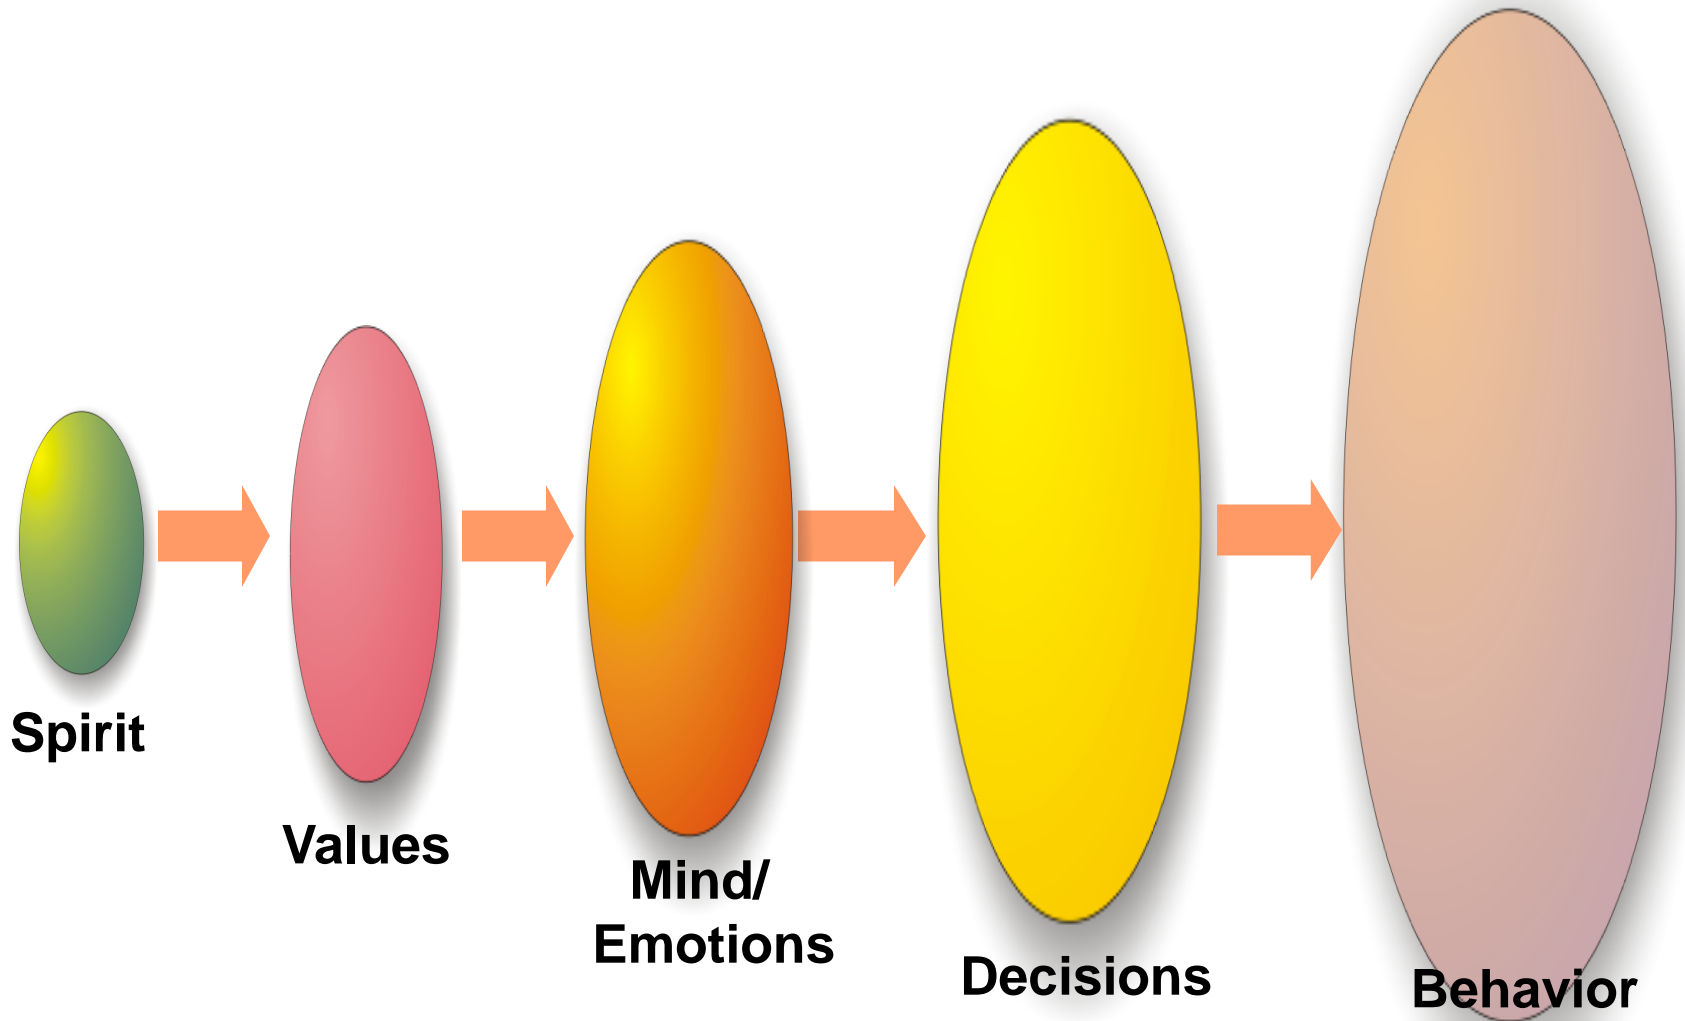 Spirit
Values
Mind/
Emotions
Decisions
Behavior